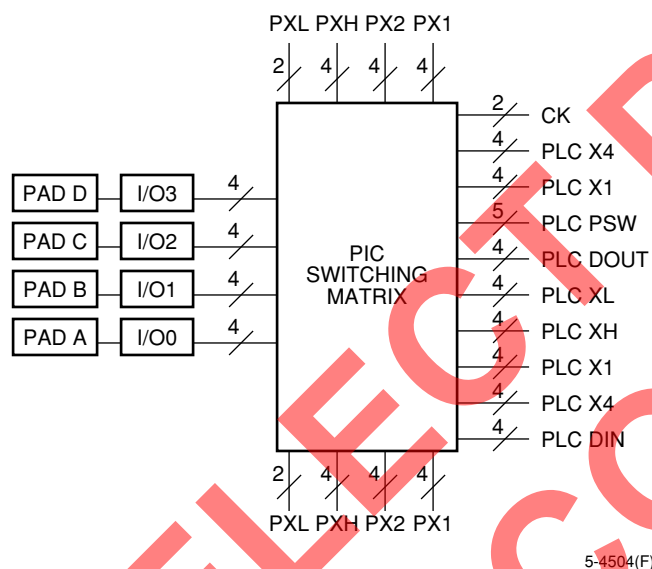 PXL PXH PX2 PX1
2 4 4 4
2 CK
4 PLC X4
4 PLC X1
5 PLC PSW
4 PLC DOUT
4 PLC XL
4 PLC XH
4 PLC X1
4 PLC X4
4 PLC DIN
PAD D I/O3 4
PAD C I/O2 4
PAD B I/O1 4
PAD A I/O0 4
PIC
SWITCHING
MATRIX
2 4 4 4
PXL PXH PX2 PX1
5-4504(F)